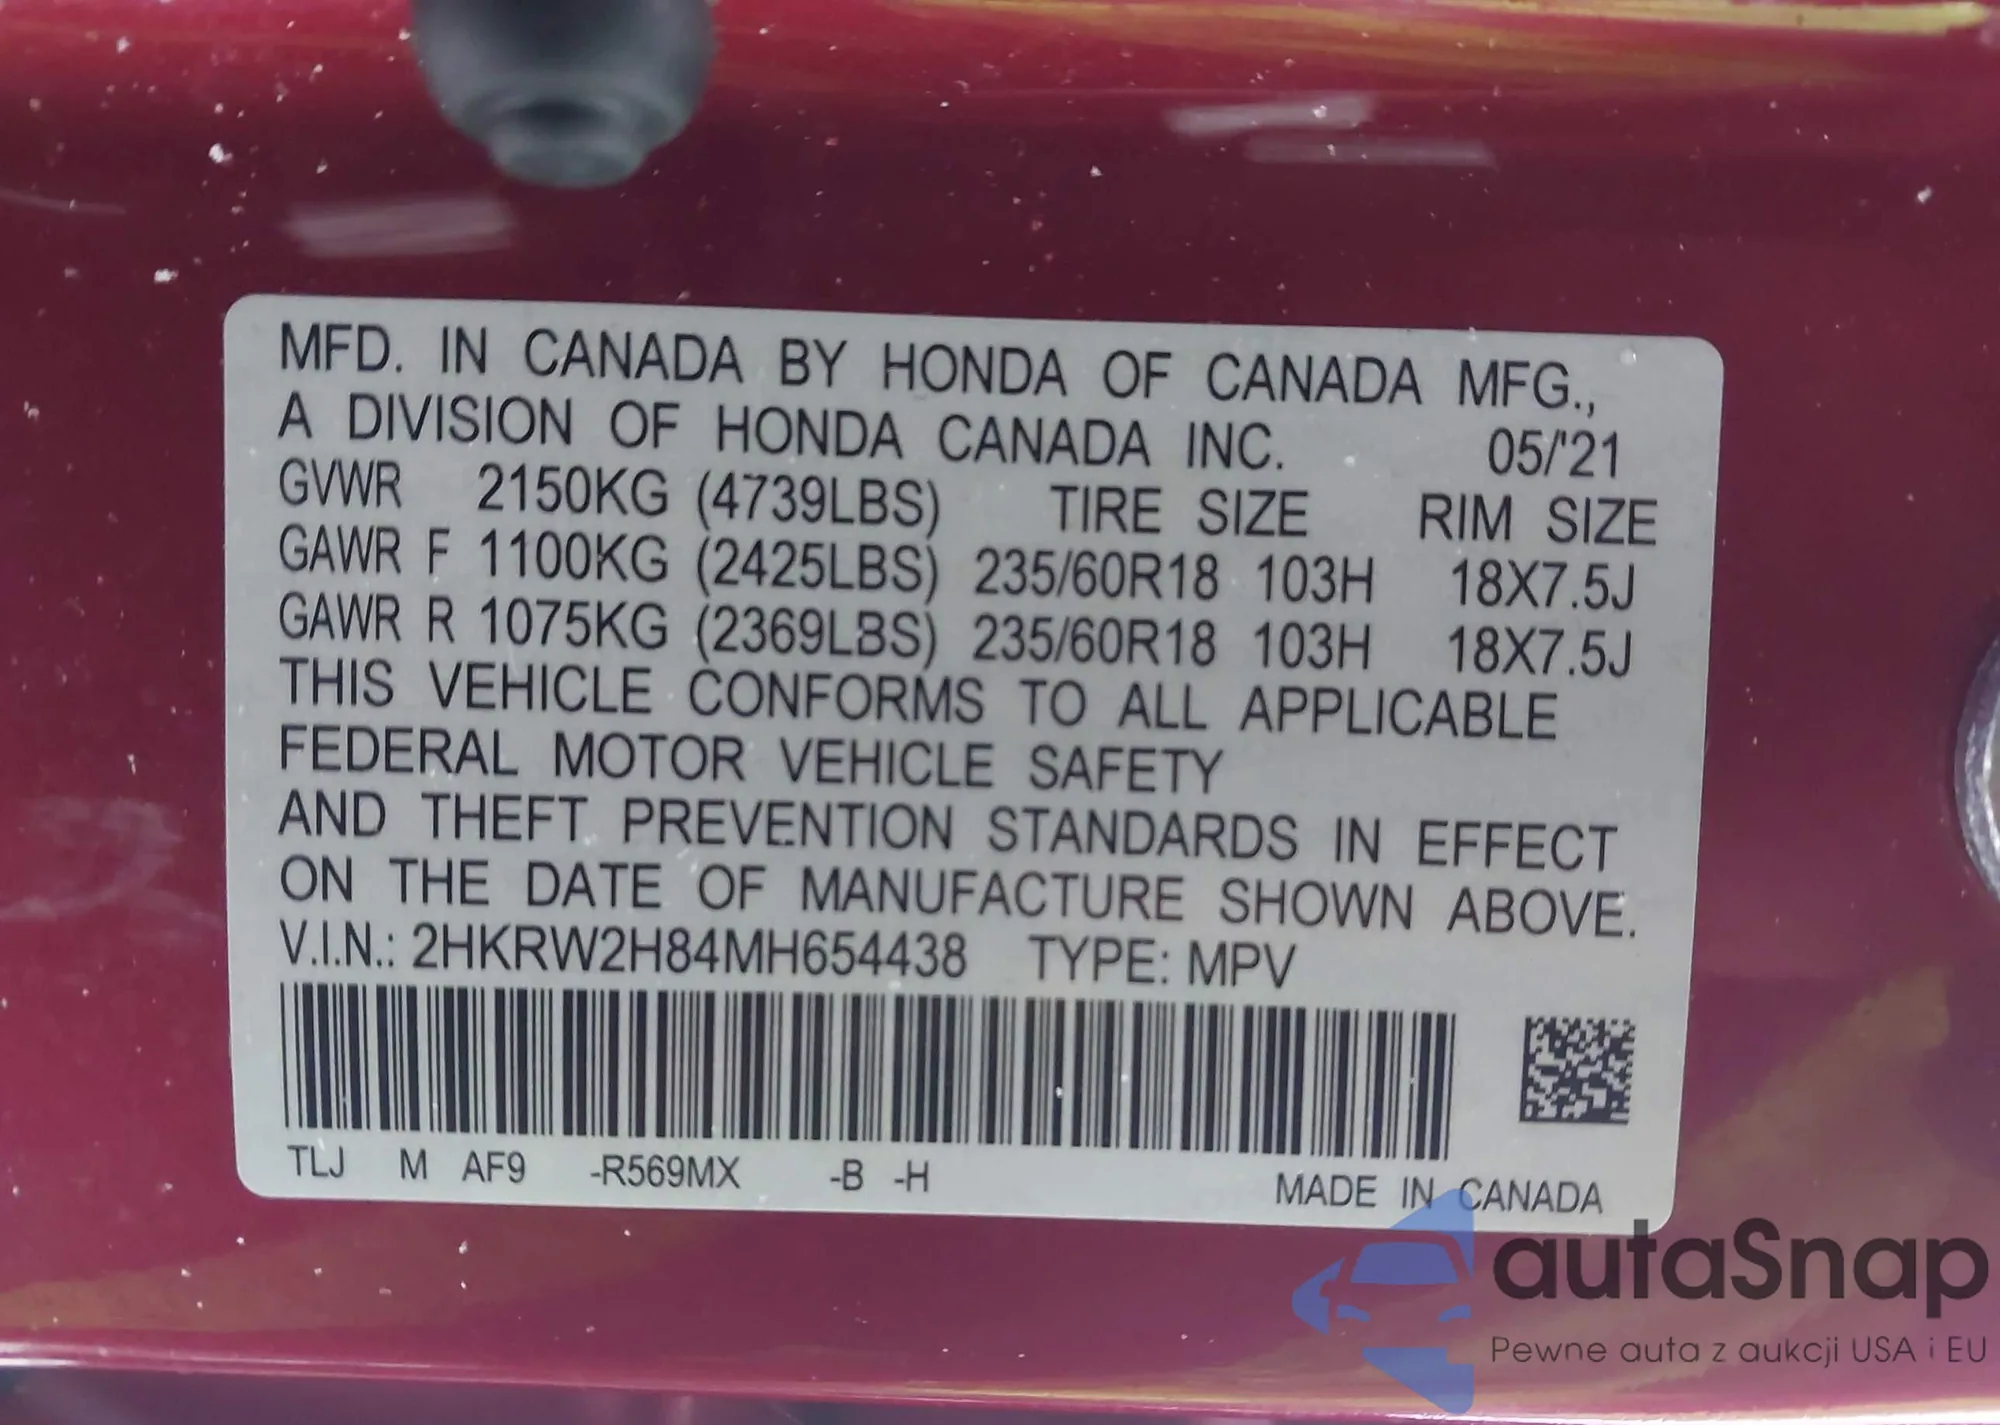 MFD. IN CANADA BY HONDA OF CANADA MFG.,
A DIVISION OF HONDA CANADA INC. 05/'21
GVWR 2150KG (4739LBS) TIRE SIZE RIM SIZE
GAWR F 1100KG (2425LBS) 235/60R18 103H 18X7.5J
GAWR R 1075KG (2369LBS) 235/60R18 103H 18X7.5J
THIS VEHICLE CONFORMS TO ALL APPLICABLE
FEDERAL MOTOR VEHICLE SAFETY
AND THEFT PREVENTION STANDARDS IN EFFECT
ON THE DATE OF MANUFACTURE SHOWN ABOVE.
V.I.N.: 2HKRW2H84MH654438 TYPE: MPV
TLJ M AF9 -R569MX -B -H MADE IN CANADA
autaSnap
Pewne auta z aukcji USA i EU